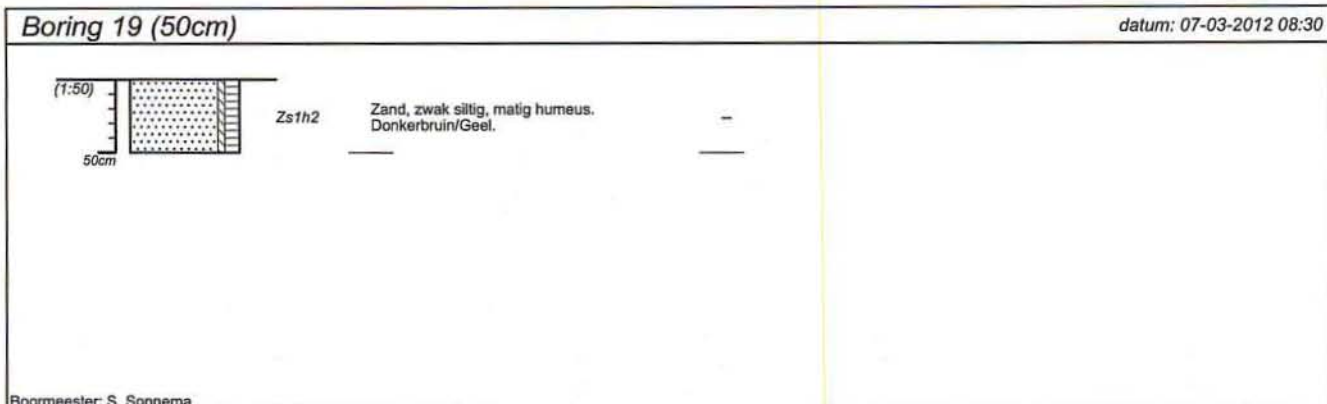 Boring 19 (50cm)
datum: 07-03-2012 08:30
(1:50)
Zs1h2
Zand, zwak siltig, matig humeus.
Donkerbruin/Geel.
–
50cm
Boormeester: S. Sonnema